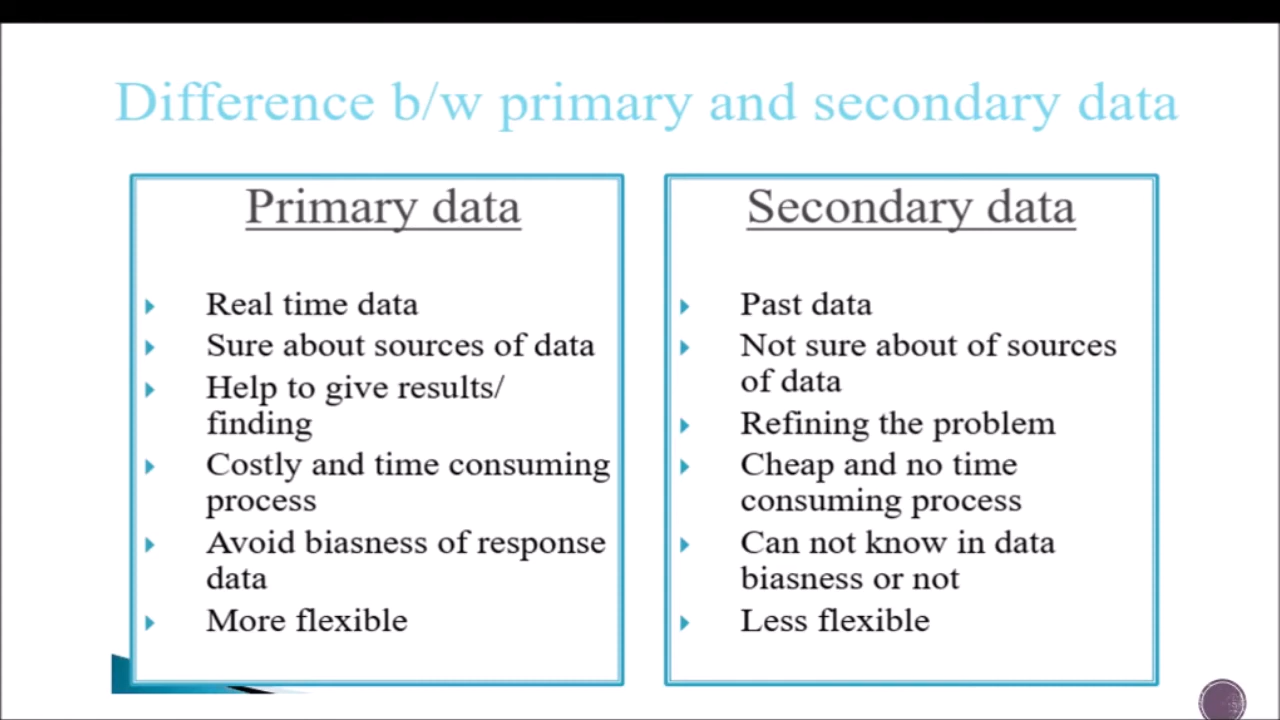 Difference b/w primary and secondary data
Primary data
Real time data
Sure about sources of data
Help to give results/
finding
Costly and time consuming
process
Avoid biasness of response
data
More flexible
Secondary data
Past data
Not sure about of sources
of data
Refining the problem
Cheap and no time
consuming process
Can not know in data
biasness or not
Less flexible